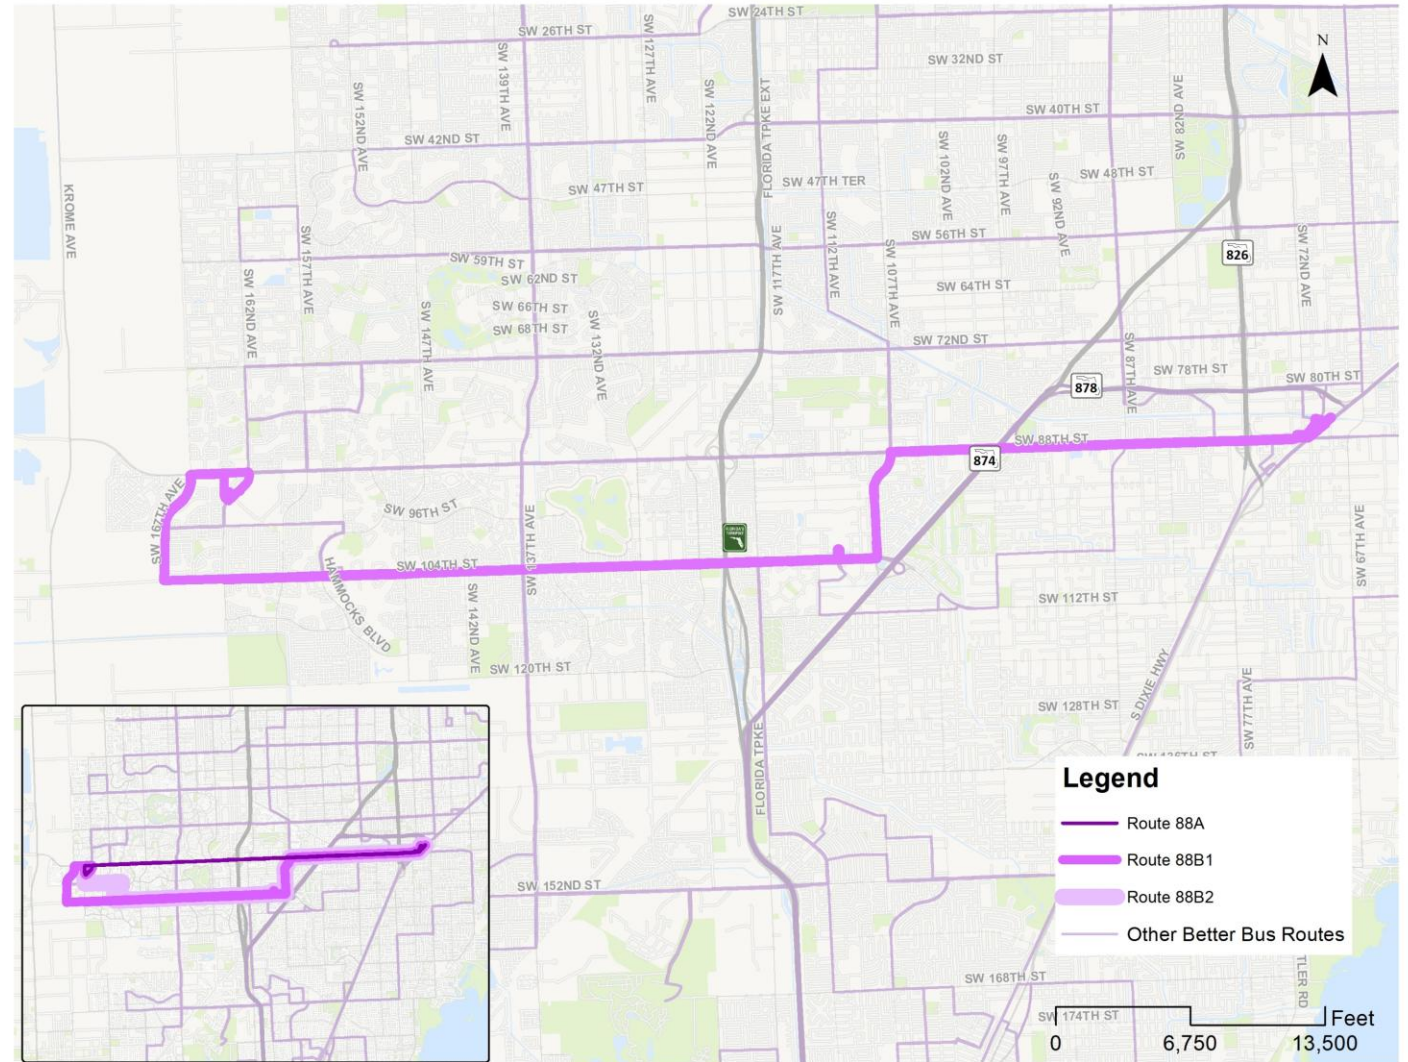 SW 24TH ST
SW 26TH ST
SW 127TH AVE
SW 139TH AVE
SW 32ND ST
N
SW 152ND AVE
SW 122ND AVE
FLORIDA TPKE EXT
SW 82ND AVE
SW 40TH ST
SW 42ND ST
SW 102ND AVE
SW 97TH AVE
SW 47TH TER
SW 48TH ST
SW 47TH ST
SW 92ND AVE
KROME AVE
SW 157TH AVE
SW 112TH AVE
SW 117TH AVE
SW 107TH AVE
SW 56TH ST
SW 72ND AVE
826
SW 59TH ST
SW 162ND AVE
SW 62ND ST
SW 64TH ST
SW 147TH AVE
SW 66TH ST
SW 68TH ST
SW 132ND AVE
SW 72ND ST
SW 87TH AVE
SW 78TH ST
SW 80TH ST
878
SW 88TH ST
874
SW 167TH AVE
SW 96TH ST
SW 137TH AVE
SW 67TH AVE
SW 104TH ST
HAMMOCKS BLVD
SW 142ND AVE
SW 112TH ST
SW 120TH ST
S DIXIE HWY
SW 77TH AVE
SW 128TH ST
FLORIDA TPKE
SW 136TH ST
Legend
Route 88A
Route 88B1
Route 88B2
Other Better Bus Routes
SW 152ND ST
SW 168TH ST
TLER RD
SW 174TH ST
Feet
0
6,750
13,500